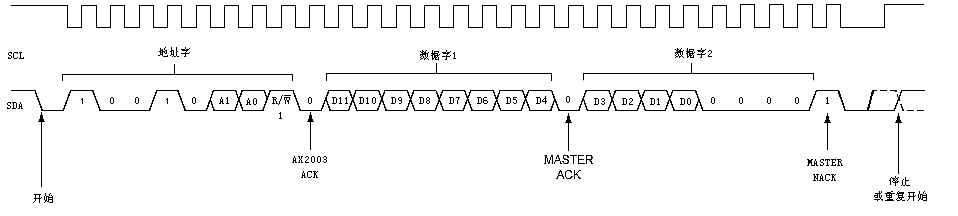 SCL
地址字 数据字1 数据字2
SDA 1 0 0 1 0 A1 A0 R/W̅ 0 D11 D10 D9 D8 D7 D6 D5 D4 0 D3 D2 D1 D0 0 0 0 0 1
1
AX2003 MASTER MASTER
ACK ACK NACK
开始 停止
或重复开始